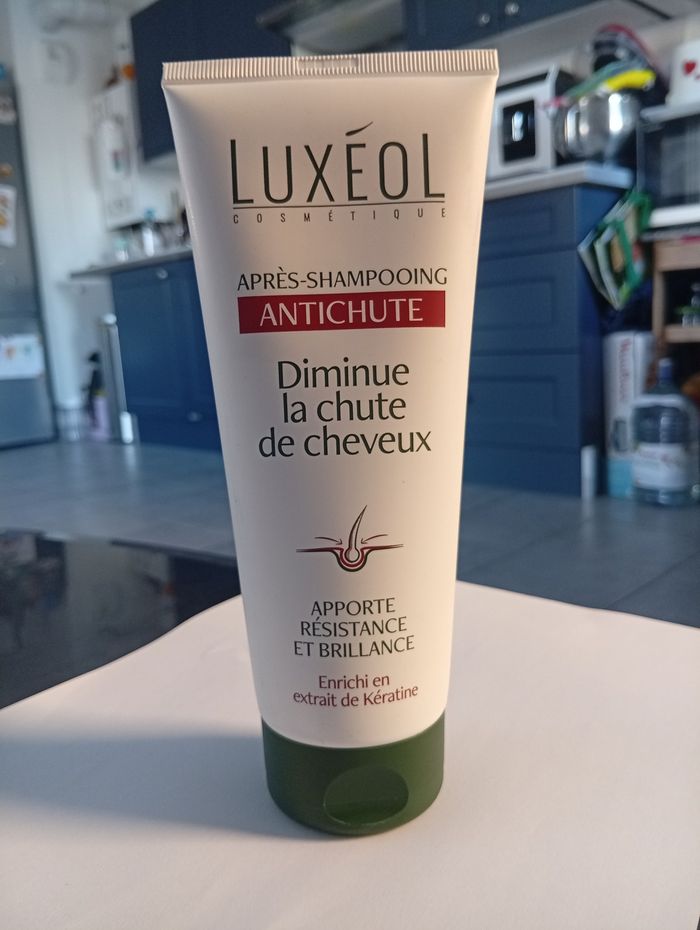 LUXÉOL
COSMÉTIQUE
APRÈS-SHAMPOOING
ANTICHUTE
Diminue
la chute
de cheveux
APPORTE
RÉSISTANCE
ET BRILLANCE
Enrichi en
extrait de Kératine